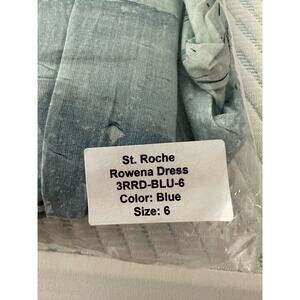 St. Roche
Rowena Dress
3RRD-BLU-6
Color: Blue
Size: 6